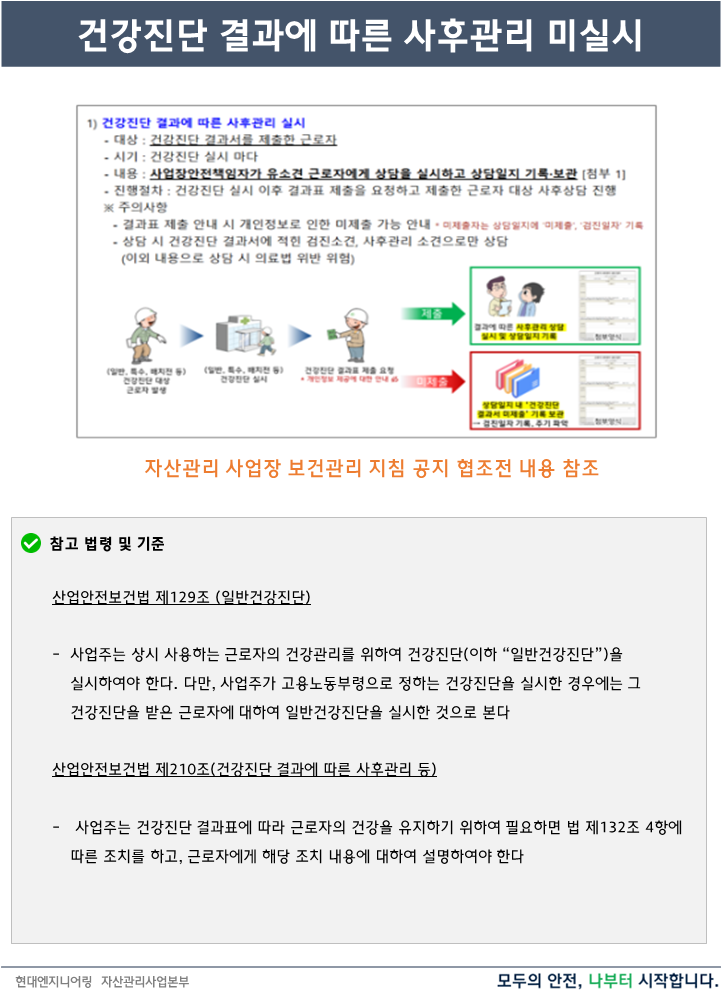 건강진단 결과에 따른 사후관리 미실시
1) 건강진단 결과에 따른 사후관리 실시
- 대상 : 건강진단 결과서를 제출한 근로자
- 시기 : 건강진단 실시 마다
- 내용 : 사업장안전책임자가 유소견 근로자에게 상담을 실시하고 상담일지 기록·보관 [첨부 1]
- 진행절차 : 건강진단 실시 이후 결과표 제출을 요청하고 제출한 근로자 대상 사후상담 진행
※ 주의사항
- 결과표 제출 안내 시 개인정보로 인한 미제출 가능 안내 * 미제출자는 상담일지에 '미제출', '검진일자' 기록
- 상담 시 건강진단 결과서에 적힌 검진소견, 사후관리 소견으로만 상담
(이외 내용으로 상담 시 의료법 위반 위험)
(일반, 특수, 배치전 등)
건강진단 대상
근로자 발생
(일반, 특수, 배치전 등)
건강진단 실시
건강진단 결과표 제출 요청
* 개인정보 제공에 대한 안내
제출
결과에 따른 사후관리 상담
실시 및 상담일지 기록
첨부양식
미제출
상담일지 내 '건강진단
결과서 미제출' 기록 보관
→ 검진일자 기록, 주기 파악
첨부양식
자산관리 사업장 보건관리 지침 공지 협조전 내용 참조
참고 법령 및 기준
산업안전보건법 제129조 (일반건강진단)
- 사업주는 상시 사용하는 근로자의 건강관리를 위하여 건강진단(이하 “일반건강진단”)을
실시하여야 한다. 다만, 사업주가 고용노동부령으로 정하는 건강진단을 실시한 경우에는 그
건강진단을 받은 근로자에 대하여 일반건강진단을 실시한 것으로 본다
산업안전보건법 제210조(건강진단 결과에 따른 사후관리 등)
- 사업주는 건강진단 결과표에 따라 근로자의 건강을 유지하기 위하여 필요하면 법 제132조 4항에
따른 조치를 하고, 근로자에게 해당 조치 내용에 대하여 설명하여야 한다
현대엔지니어링 자산관리사업본부
모두의 안전, 나부터 시작합니다.